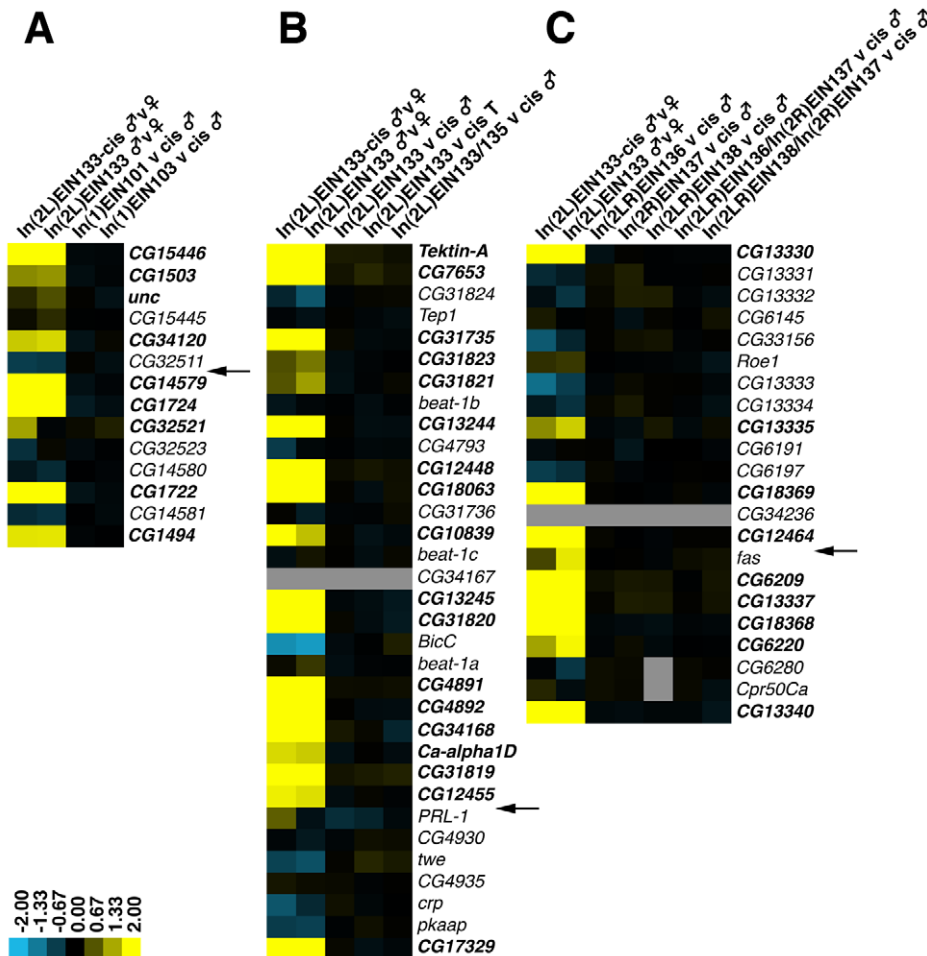 A
B
C
In(2L)EIN133-cis ♂v♀
In(2L)EIN133 ♂v♀
In(1)EIN101 v cis ♂
In(1)EIN103 v cis ♂
CG15446
CG1503
unc
CG15445
CG34120
CG32511
CG14579
CG1724
CG32521
CG32523
CG14580
CG1722
CG14581
CG1494
In(2L)EIN133-cis ♂v♀
In(2L)EIN133 ♂v♀
In(2L)EIN133 v cis ♂
In(2L)EIN133 v cis T
In(2L)EIN133/135 v cis ♂
Tektin-A
CG7653
CG31824
Tep1
CG31735
CG31823
CG31821
beat-1b
CG13244
CG4793
CG12448
CG18063
CG31736
CG10839
beat-1c
CG34167
CG13245
CG31820
BicC
beat-1a
CG4891
CG4892
CG34168
Ca-alpha1D
CG31819
CG12455
PRL-1
CG4930
twe
CG4935
crp
pkaap
CG17329
In(2L)EIN133-cis ♂v♀
In(2L)EIN133 ♂v♀
In(2LR)EIN136 v cis ♂
In(2R)EIN137 v cis ♂
In(2LR)EIN138 v cis ♂
In(2LR)EIN136/In(2R)EIN137 v cis ♂
In(2LR)EIN138/In(2R)EIN137 v cis ♂
CG13330
CG13331
CG13332
CG6145
CG33156
Roe1
CG13333
CG13334
CG13335
CG6191
CG6197
CG18369
CG34236
CG12464
fas
CG6209
CG13337
CG18368
CG6220
CG6280
Cpr50Ca
CG13340
-2.00
-1.33
-0.67
0.00
0.67
1.33
2.00